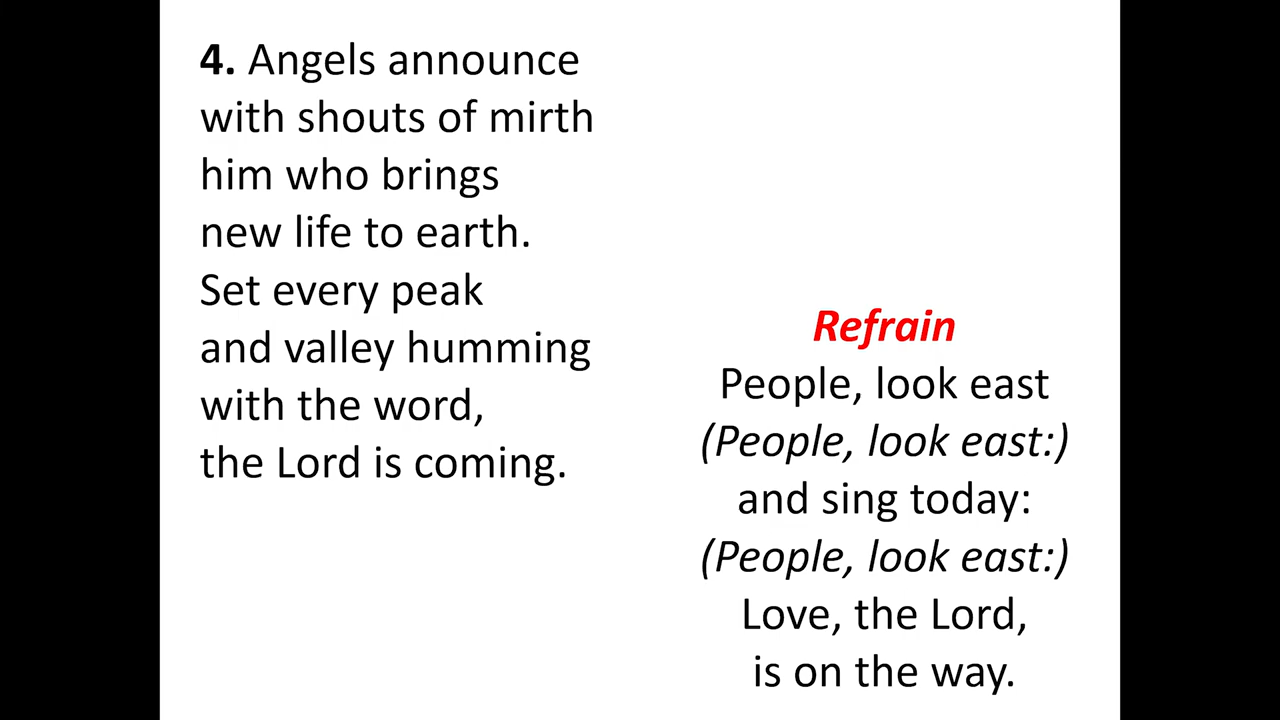 4. Angels announce
with shouts of mirth
him who brings
new life to earth.
Set every peak
and valley humming
with the word,
the Lord is coming.
Refrain
People, look east
(People, look east:)
and sing today:
(People, look east:)
Love, the Lord,
is on the way.